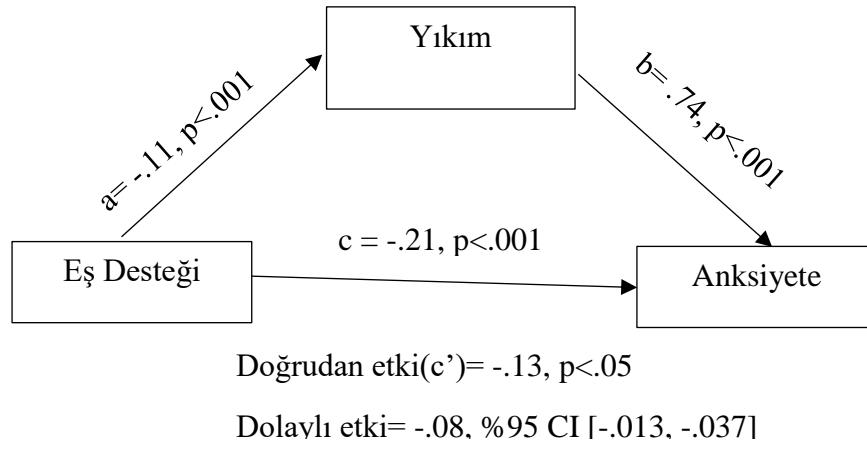 Yıkım
a= -.11, p<.001
b= .74, p<.001
Eş Desteği
c = -.21, p<.001
Anksiyete
Doğrudan etki(c’)= -.13, p<.05
Dolaylı etki= -.08, %95 CI [-.013, -.037]